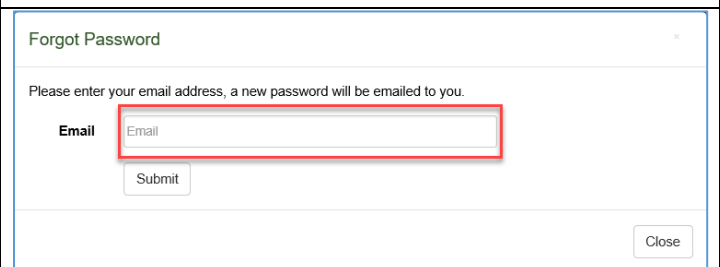 Forgot Password ×
Please enter your email address, a new password will be emailed to you.
Email Email
Submit
Close